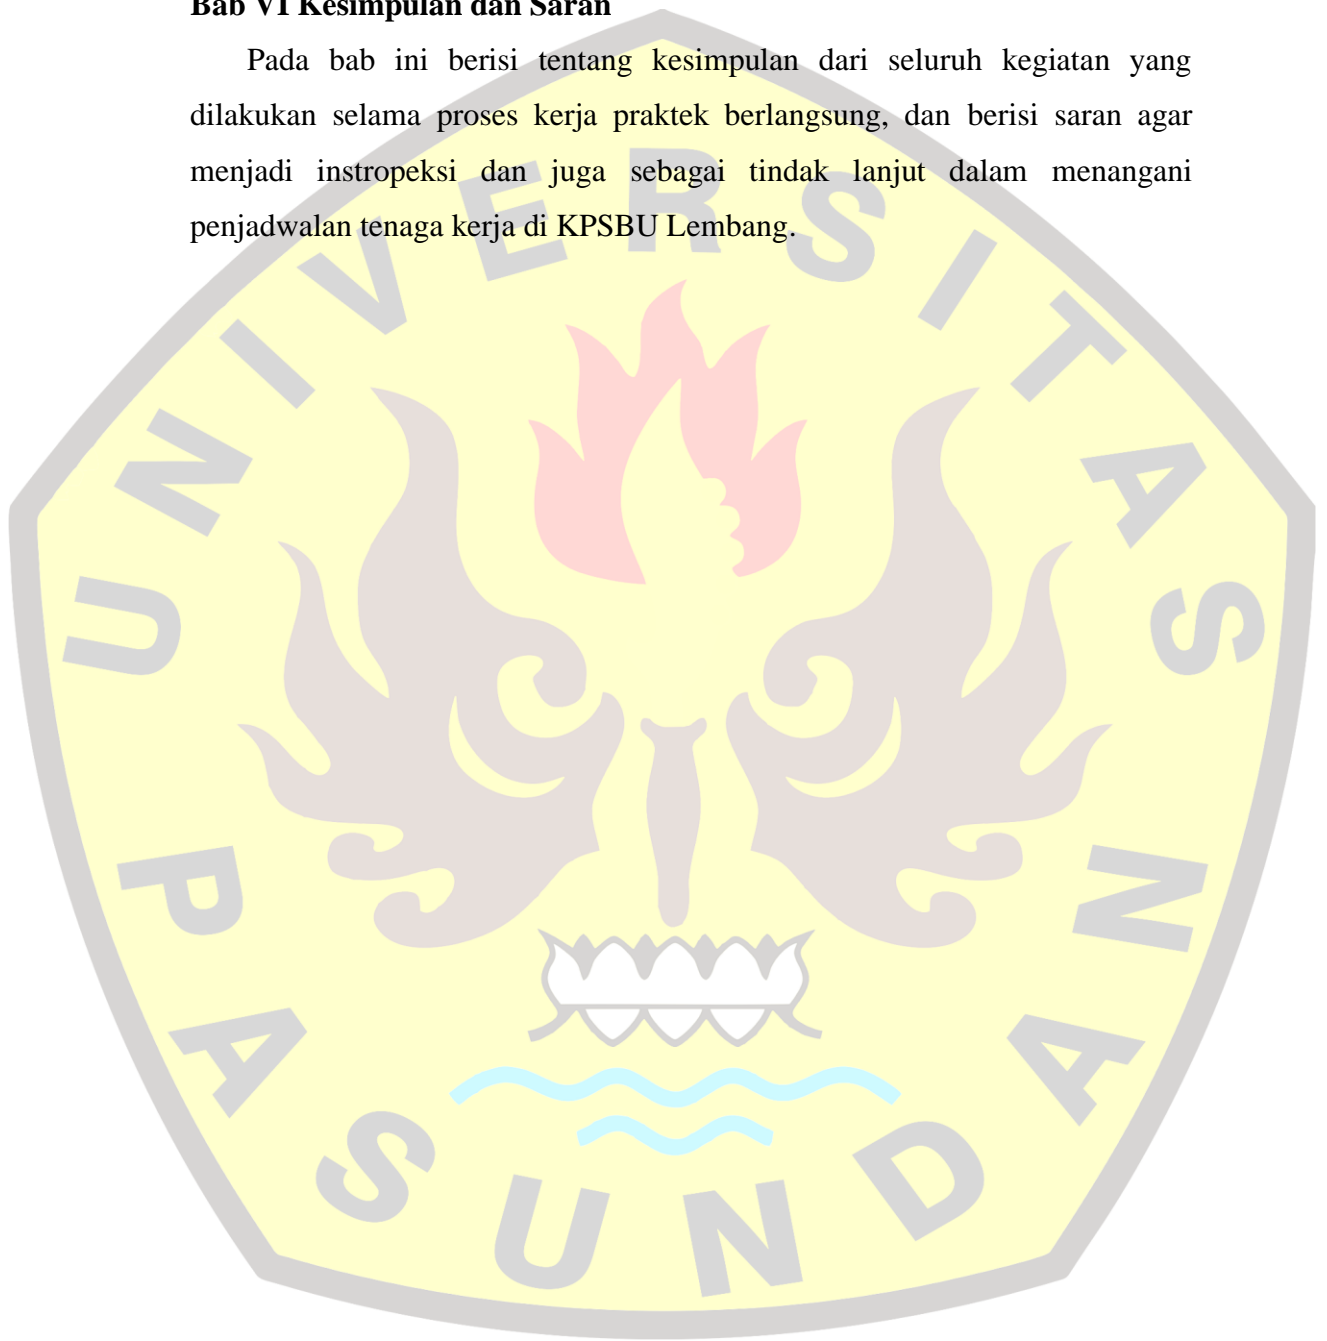 Bab VI Kesimpulan dan Saran
Pada bab ini berisi tentang kesimpulan dari seluruh kegiatan yang
dilakukan selama proses kerja praktek berlangsung, dan berisi saran agar
menjadi instropeksi dan juga sebagai tindak lanjut dalam menangani
penjadwalan tenaga kerja di KPSBU Lembang.
UNIVERSITAS
PASUNDAN